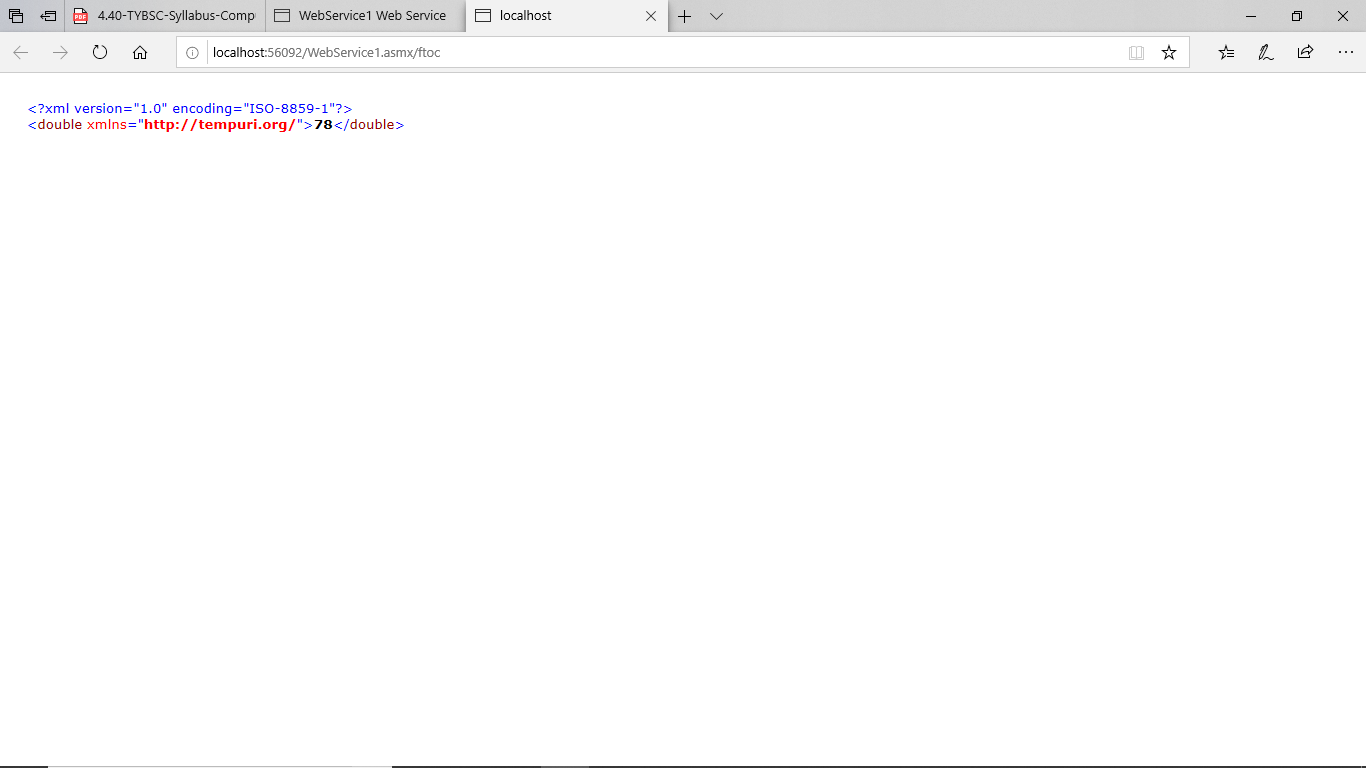 4.40-TYBSC-Syllabus-Comp
WebService1 Web Service
localhost
localhost:56092/WebService1.asmx/ftoc
<?xml version="1.0" encoding="ISO-8859-1"?>
<double xmlns="http://tempuri.org/">78</double>